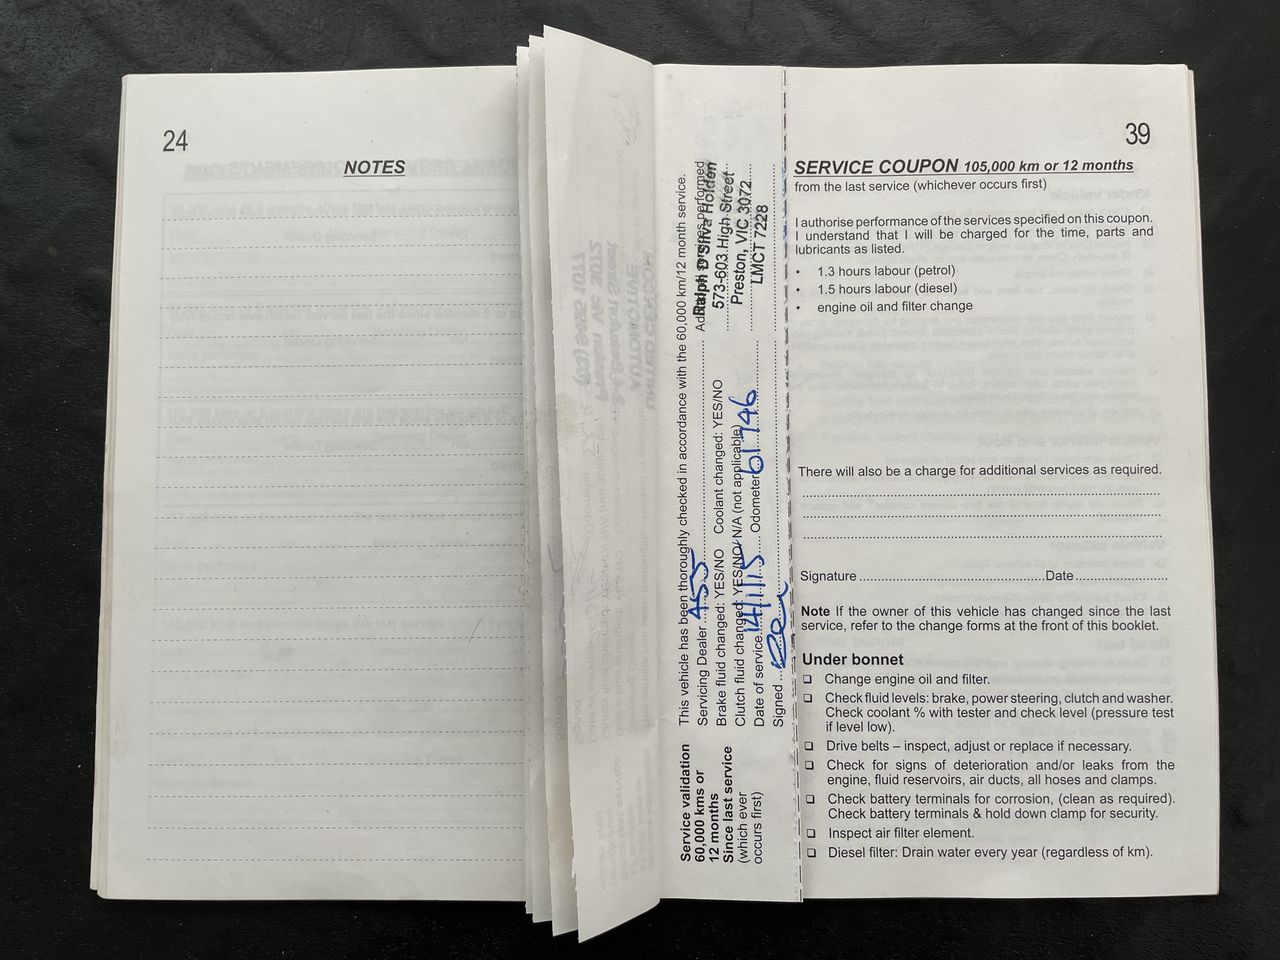 24
NOTES
Service validation
60,000 kms or
12 months
Since last service
(which ever
occurs first)
This vehicle has been thoroughly checked in accordance with the 60,000 km/12 month service.
Servicing Dealer
Brake fluid changed: YES/NO Coolant changed: YES/NO
Clutch fluid changed: YES/NO/ N/A (not applicable)
Date of service 14/1/15 Odometer 61746
Signed
Ralph D'Silva Holden
573-603 High Street
Preston, VIC 3072
LMCT 7228
39
SERVICE COUPON 105,000 km or 12 months
from the last service (whichever occurs first)
I authorise performance of the services specified on this coupon.
I understand that I will be charged for the time, parts and
lubricants as listed.
• 1.3 hours labour (petrol)
• 1.5 hours labour (diesel)
• engine oil and filter change
There will also be a charge for additional services as required.
Signature Date
Note If the owner of this vehicle has changed since the last
service, refer to the change forms at the front of this booklet.
Under bonnet
❑ Change engine oil and filter.
❑ Check fluid levels: brake, power steering, clutch and washer.
Check coolant % with tester and check level (pressure test
if level low).
❑ Drive belts – inspect, adjust or replace if necessary.
❑ Check for signs of deterioration and/or leaks from the
engine, fluid reservoirs, air ducts, all hoses and clamps.
❑ Check battery terminals for corrosion, (clean as required).
Check battery terminals & hold down clamp for security.
❑ Inspect air filter element.
❑ Diesel filter: Drain water every year (regardless of km).